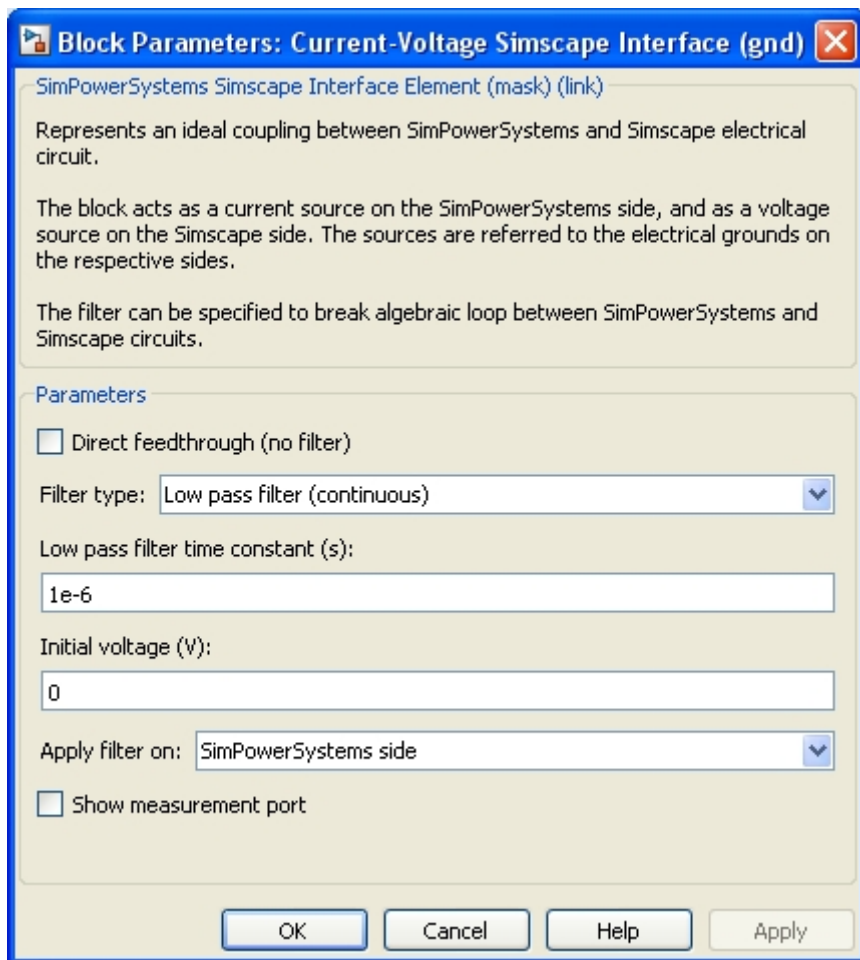 Block Parameters: Current-Voltage Simscape Interface (gnd)
SimPowerSystems Simscape Interface Element (mask) (link)
Represents an ideal coupling between SimPowerSystems and Simscape electrical
circuit.
The block acts as a current source on the SimPowerSystems side, and as a voltage
source on the Simscape side. The sources are referred to the electrical grounds on
the respective sides.
The filter can be specified to break algebraic loop between SimPowerSystems and
Simscape circuits.
Parameters
Direct feedthrough (no filter)
Filter type: Low pass filter (continuous)
Low pass filter time constant (s):
1e-6
Initial voltage (V):
0
Apply filter on: SimPowerSystems side
Show measurement port
OK Cancel Help Apply